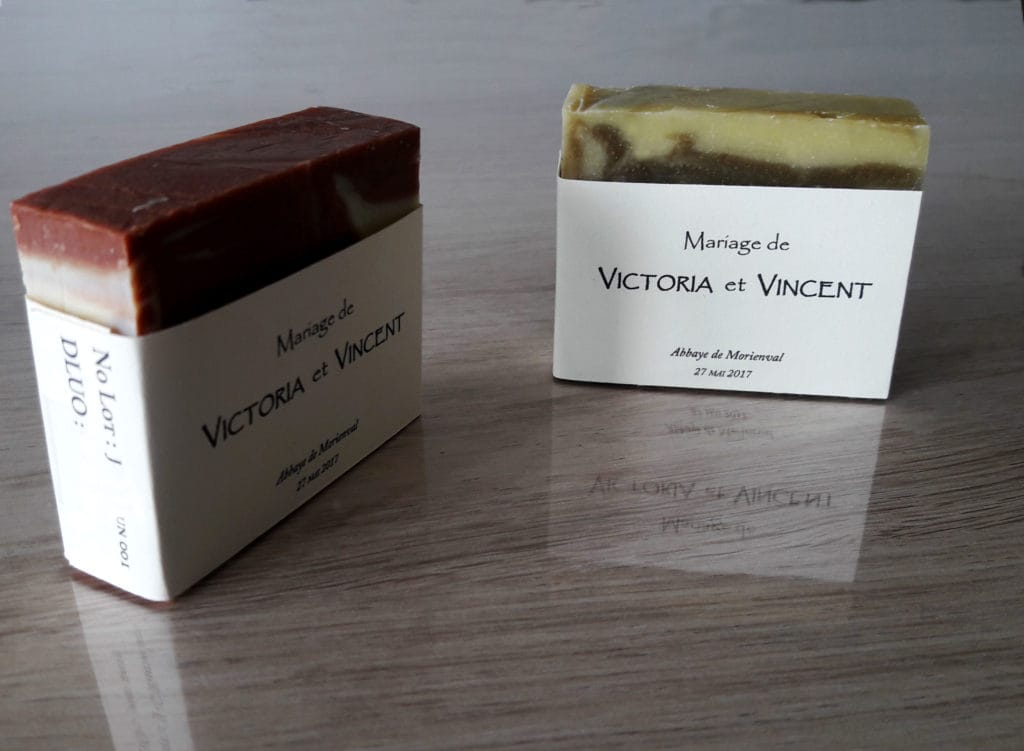 No Lot: J
DLUO:
UN 001
Mariage de
VICTORIA et VINCENT
Abbaye de Morienval
27 MAI 2017
Mariage de
VICTORIA et VINCENT
Abbaye de Morienval
27 MAI 2017